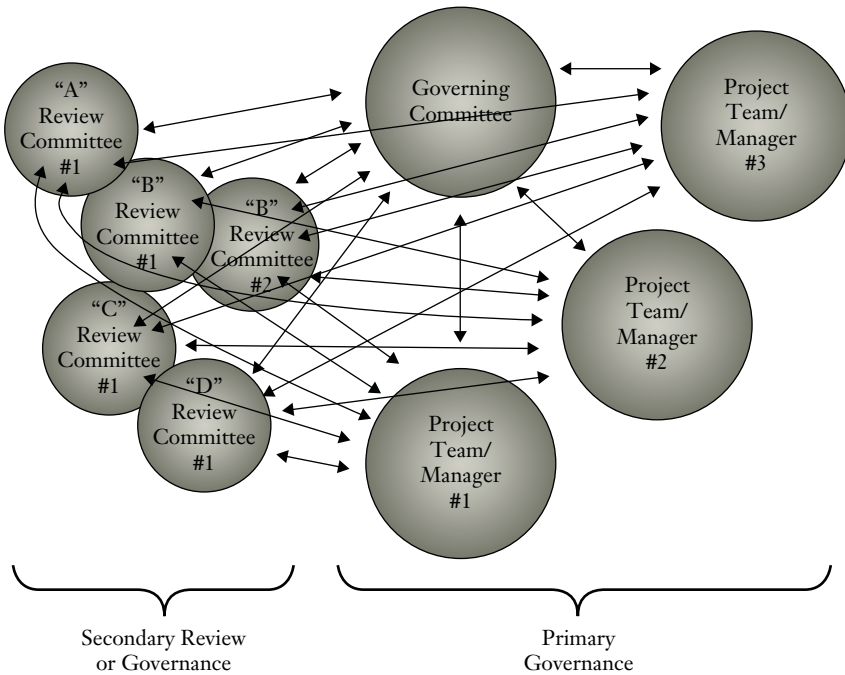 “A”
Review
Committee
#1
“B”
Review
Committee
#1
“B”
Review
Committee
#2
“C”
Review
Committee
#1
“D”
Review
Committee
#1
Governing
Committee
Project
Team/
Manager
#3
Project
Team/
Manager
#2
Project
Team/
Manager
#1
Secondary Review
or Governance
Primary
Governance